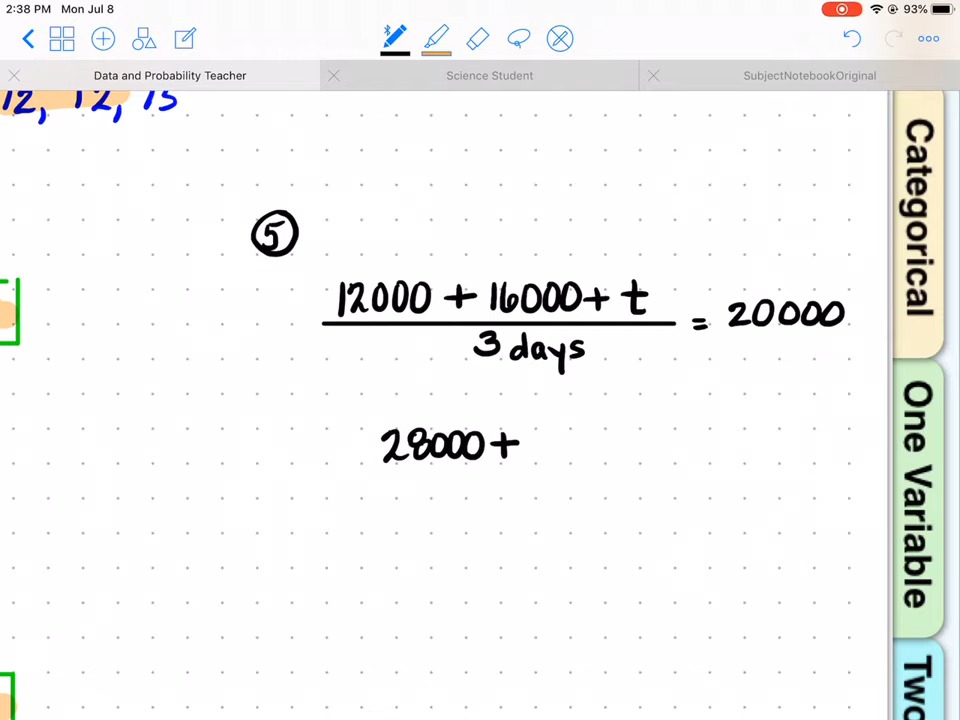 2:38 PM Mon Jul 8
93%
Data and Probability Teacher
Science Student
SubjectNotebookOriginal
12, 12, 15
5
12000 + 16000 + t
3 days
= 20000
28000 +
Categorical
One Variable
Two